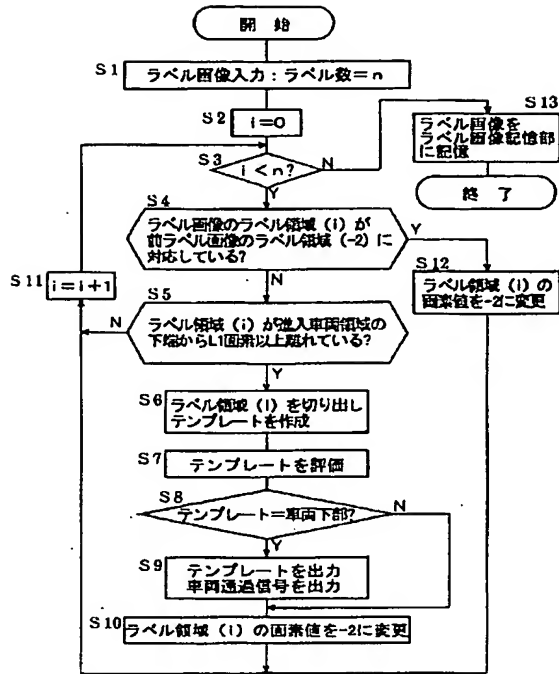 開始
S1
ラベル画像入力:ラベル数=n
S2
i=0
S3
i<n?
N
Y
S13
ラベル画像を
ラベル画像記憶部
に記憶
終了
S4
ラベル画像のラベル領域(i)が
前ラベル画像のラベル領域(-2)に
対応している?
Y
N
S11
i=i+1
S12
ラベル領域(i)の
画素値を-2に変更
S5
ラベル領域(i)が進入車両領域の
下端からL1画素以上離れている?
N
Y
S6
ラベル領域(i)を切り出し
テンプレートを作成
S7
テンプレートを評価
S8
テンプレート=車両下部?
N
Y
S9
テンプレートを出力
車両通過信号を出力
S10
ラベル領域(i)の画素値を-2に変更